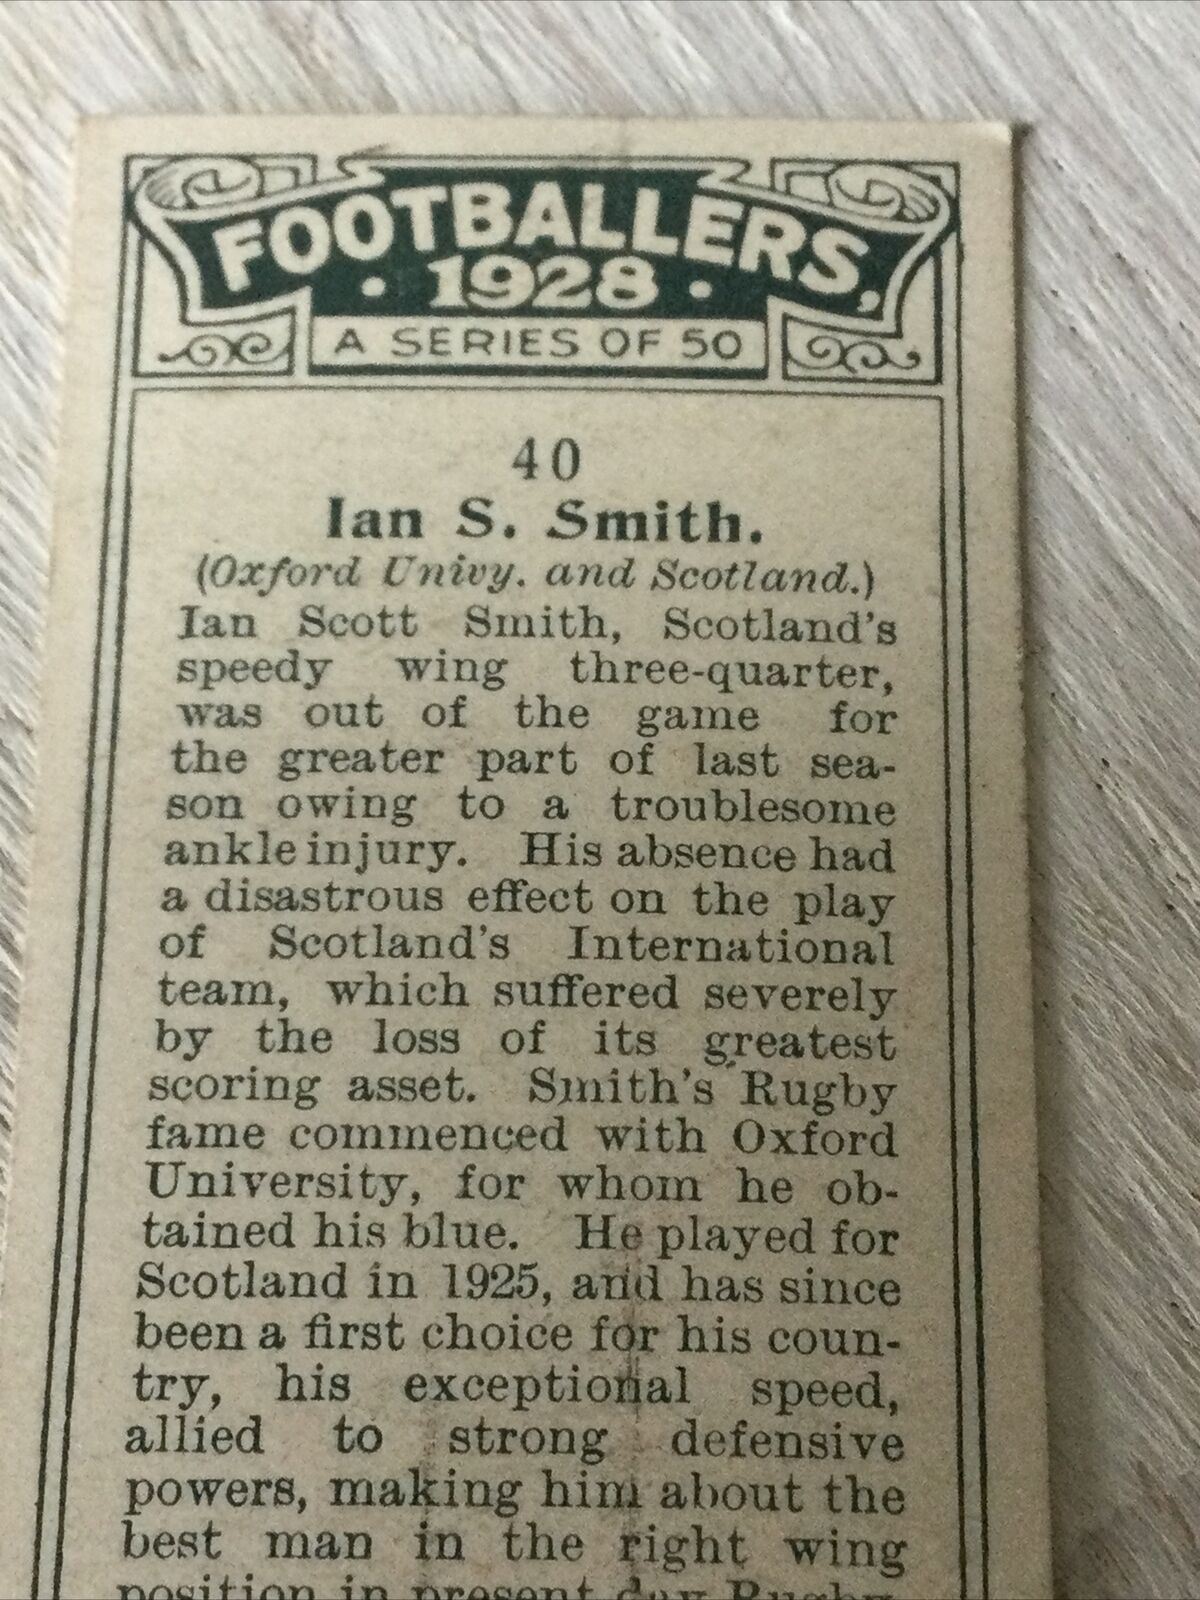 FOOTBALLERS,
· 1928 ·
A SERIES OF 50
40
Ian S. Smith.
(Oxford Univy. and Scotland.)
Ian Scott Smith, Scotland's
speedy wing three-quarter,
was out of the game for
the greater part of last sea-
son owing to a troublesome
ankle injury. His absence had
a disastrous effect on the play
of Scotland's International
team, which suffered severely
by the loss of its greatest
scoring asset. Smith's Rugby
fame commenced with Oxford
University, for whom he ob-
tained his blue. He played for
Scotland in 1925, and has since
been a first choice for his coun-
try, his exceptional speed,
allied to strong defensive
powers, making him about the
best man in the right wing
position in present day Rugby.